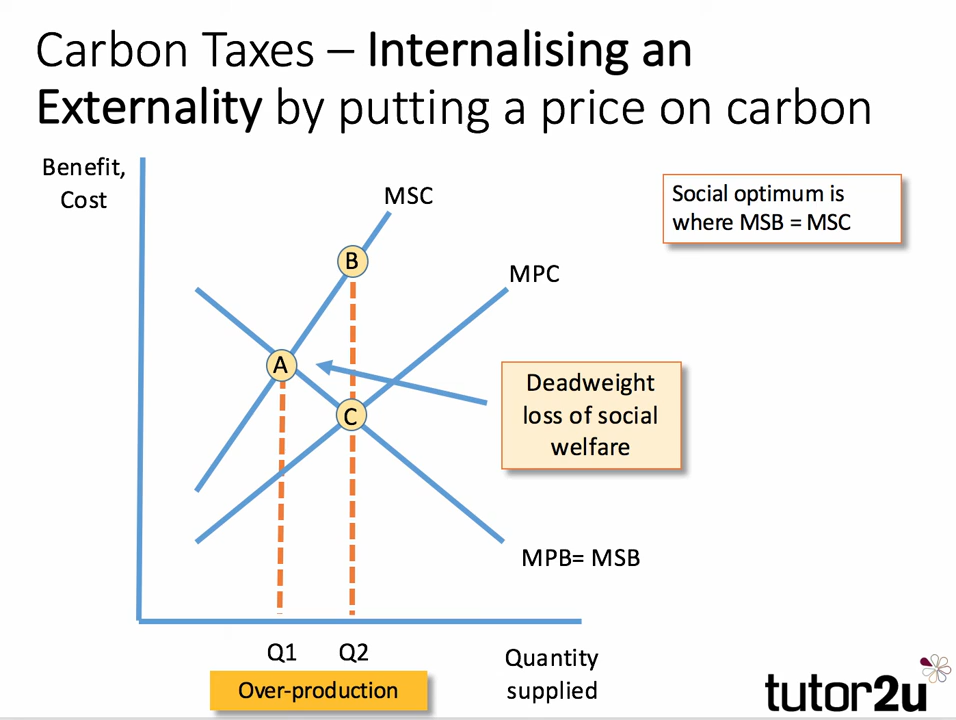 Carbon Taxes – Internalising an
Externality by putting a price on carbon
Benefit,
Cost
MSC
Social optimum is
where MSB = MSC
B
MPC
A
Deadweight
loss of social
welfare
C
MPB= MSB
Q1
Q2
Quantity
supplied
Over-production
tutor2u